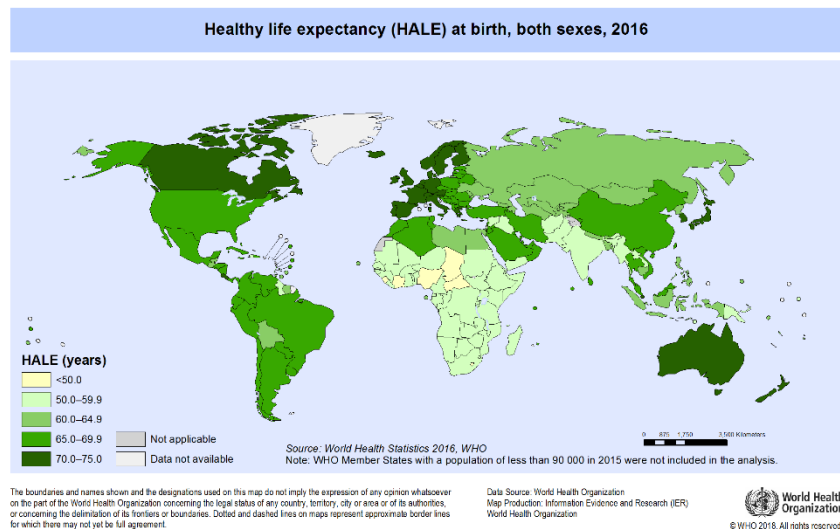 Healthy life expectancy (HALE) at birth, both sexes, 2016
HALE (years)
<50.0
50.0–59.9
60.0–64.9
65.0–69.9
70.0–75.0
Not applicable
Data not available
0 875 1,750 3,500 Kilometers
Source: World Health Statistics 2016, WHO
Note: WHO Member States with a population of less than 90 000 in 2015 were not included in the analysis.
The boundaries and names shown and the designations used on this map do not imply the expression of any opinion whatsoever
on the part of the World Health Organization concerning the legal status of any country, territory, city or area or of its authorities,
or concerning the delimitation of its frontiers or boundaries. Dotted and dashed lines on maps represent approximate border lines
for which there may not yet be full agreement.
Data Source: World Health Organization
Map Production: Information Evidence and Research (IER)
World Health Organization
World Health
Organization
© WHO 2018. All rights reserved